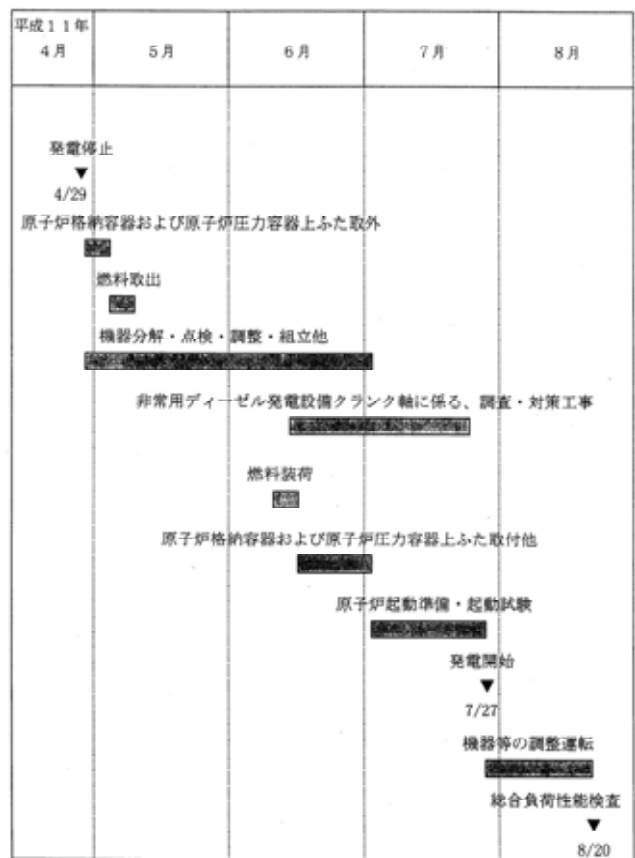 平成11年
4月 5月 6月 7月 8月
発電停止
▼
4/29
原子炉格納容器および原子炉圧力容器上ふた取外
燃料取出
機器分解・点検・調整・組立他
非常用ディーゼル発電設備クランク軸に係る、調査・対策工事
燃料装荷
原子炉格納容器および原子炉圧力容器上ふた取付他
原子炉起動準備・起動試験
発電開始
▼
7/27
機器等の調整運転
総合負荷性能検査
▼
8/20